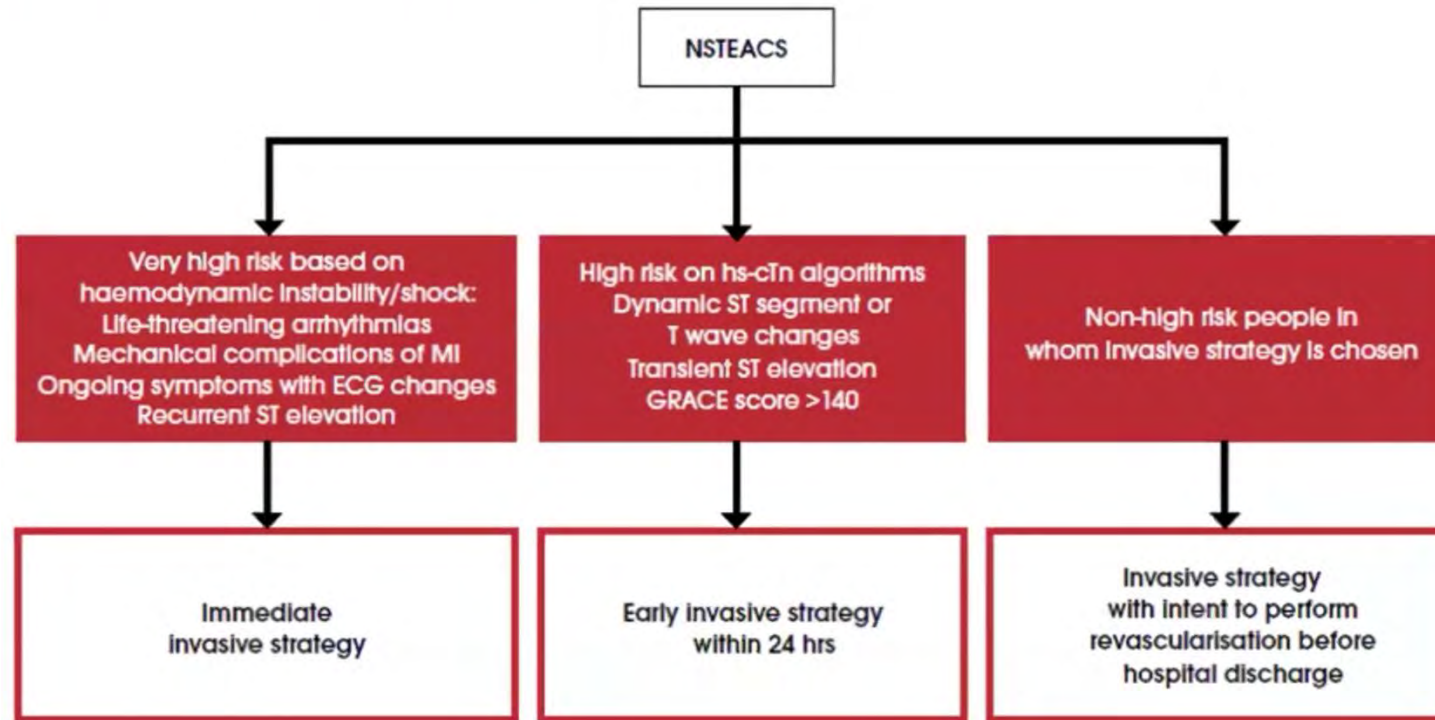 NSTEACS
Very high risk based on
haemodynamic instability/shock:
Life-threatening arrhythmias
Mechanical complications of MI
Ongoing symptoms with ECG changes
Recurrent ST elevation
High risk on hs-cTn algorithms
Dynamic ST segment or
T wave changes
Transient ST elevation
GRACE score >140
Non-high risk people in
whom invasive strategy is chosen
Immediate
invasive strategy
Early invasive strategy
within 24 hrs
Invasive strategy
with intent to perform
revascularisation before
hospital discharge